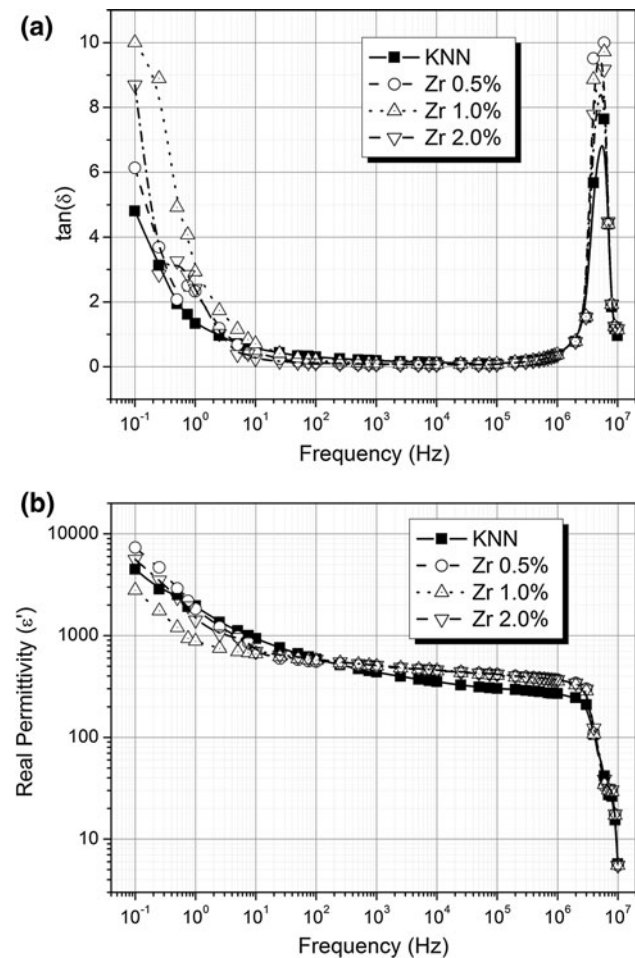 (a)
10
8
6
4
2
0
tan(δ)
KNN
Zr 0.5%
Zr 1.0%
Zr 2.0%
10⁻¹ 10⁰ 10¹ 10² 10³ 10⁴ 10⁵ 10⁶ 10⁷
Frequency (Hz)
(b)
10000
1000
100
10
Real Permittivity (ε')
KNN
Zr 0.5%
Zr 1.0%
Zr 2.0%
10⁻¹ 10⁰ 10¹ 10² 10³ 10⁴ 10⁵ 10⁶ 10⁷
Frequency (Hz)